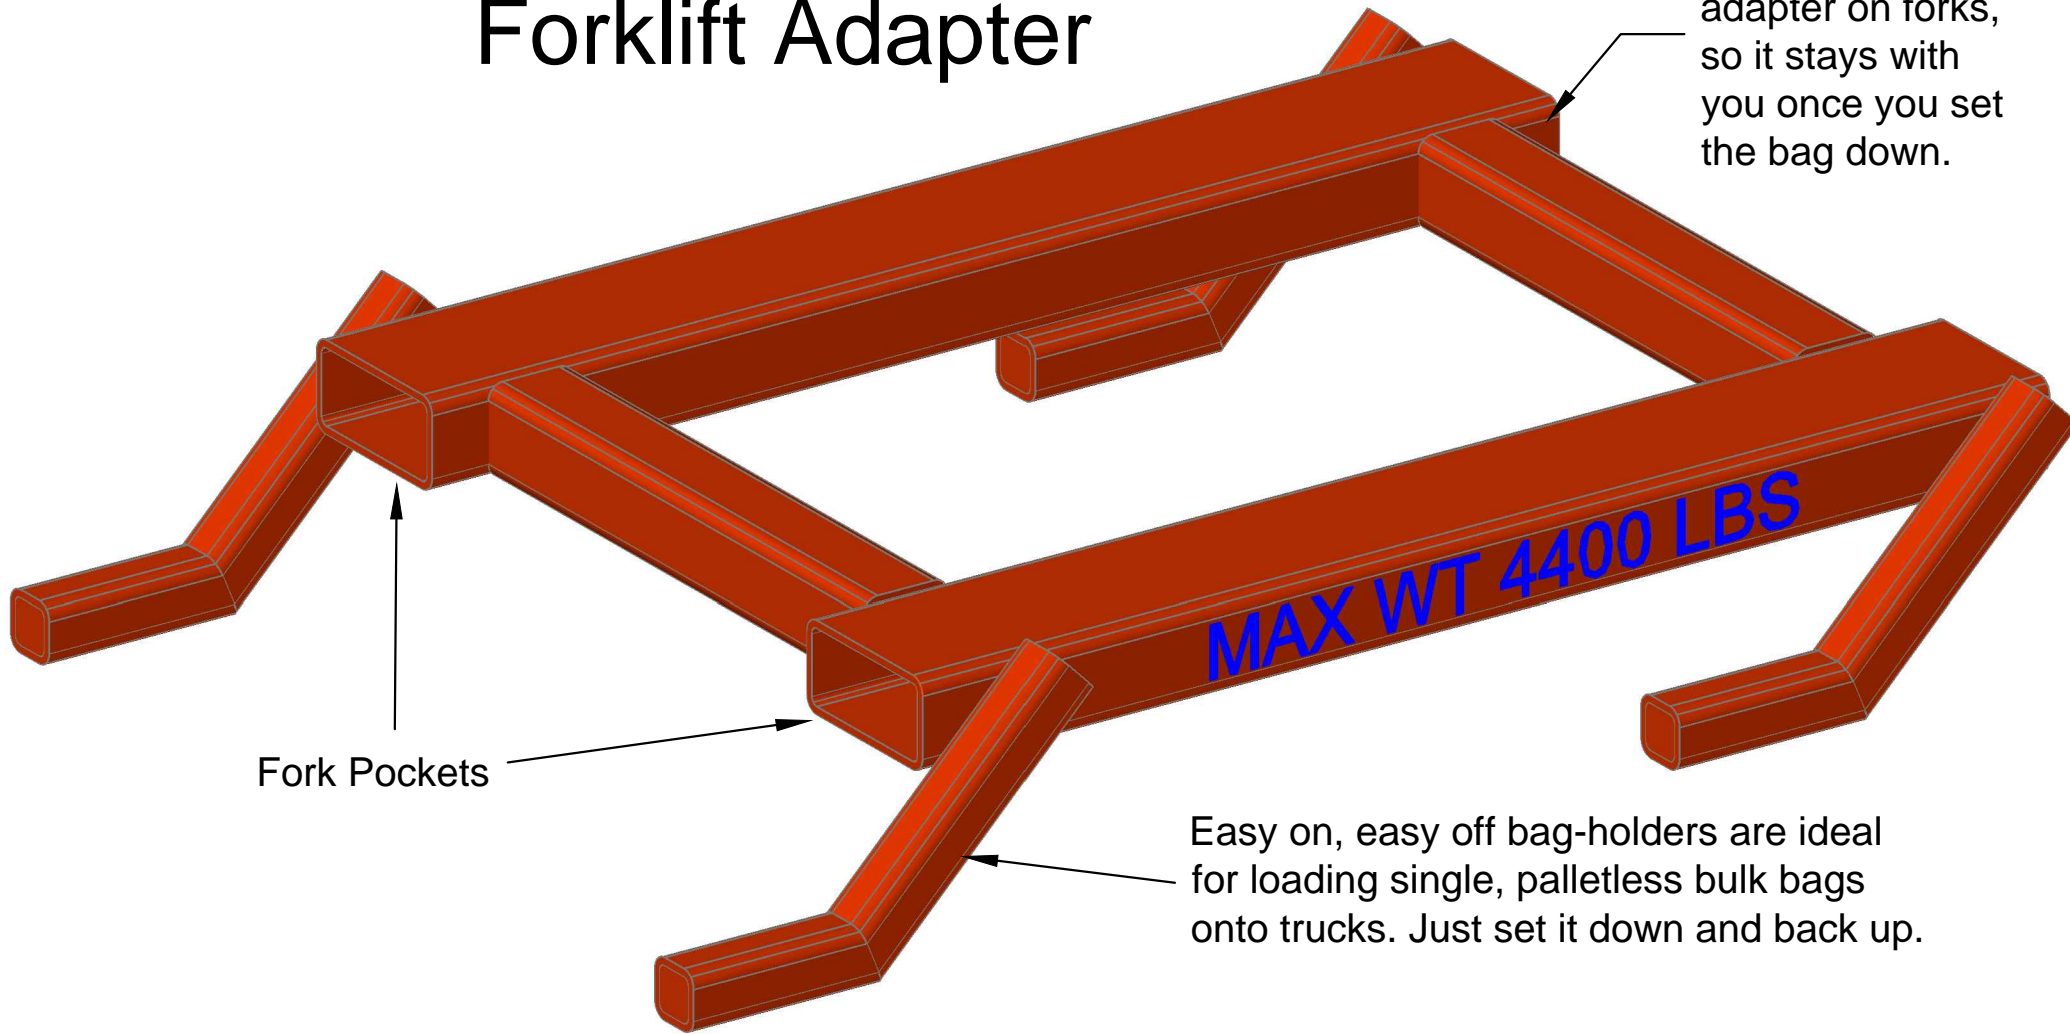 Forklift Adapter
adapter on forks,
so it stays with
you once you set
the bag down.
MAX WT 4400 LBS
Fork Pockets
Easy on, easy off bag-holders are ideal
for loading single, palletless bulk bags
onto trucks. Just set it down and back up.